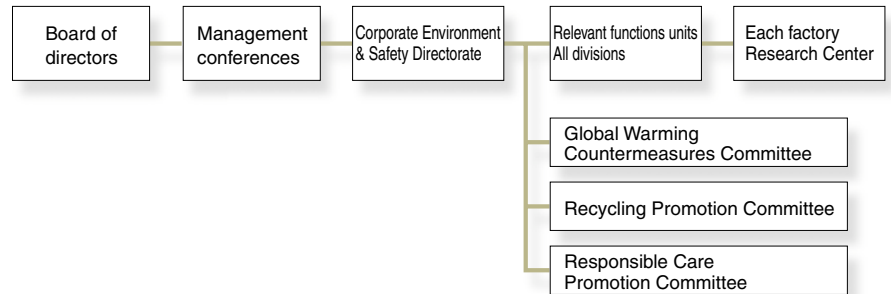 Board of
directors
Management
conferences
Corporate Environment
& Safety Directorate
Relevant functions units
All divisions
Each factory
Research Center
Global Warming
Countermeasures Committee
Recycling Promotion Committee
Responsible Care
Promotion Committee